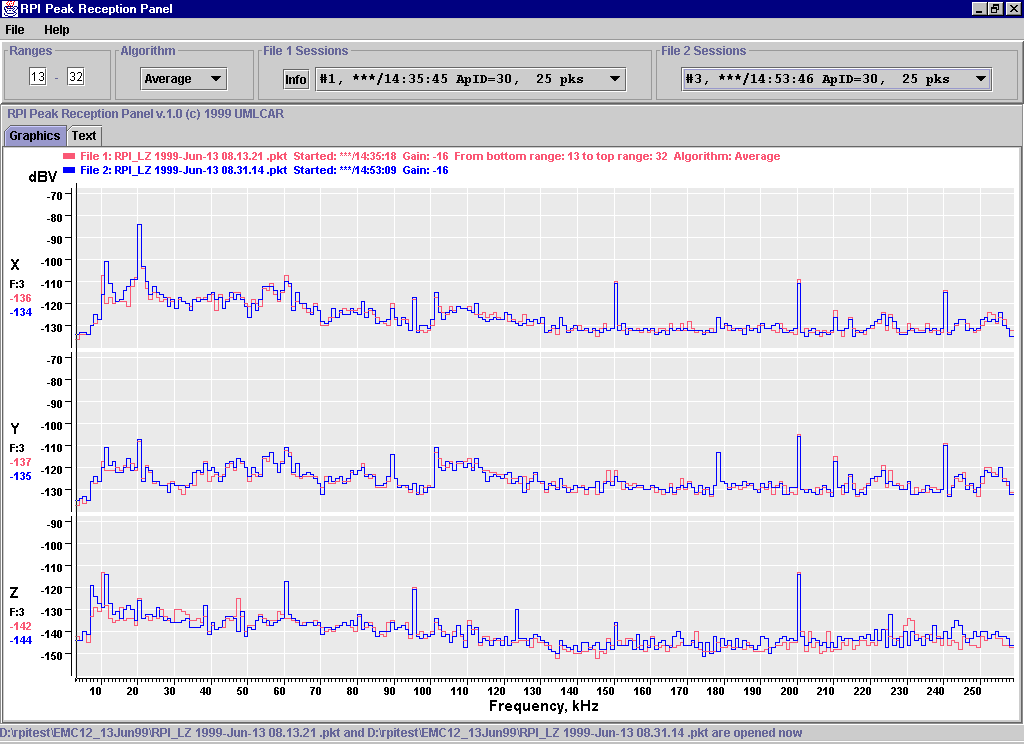 RPI Peak Reception Panel
File Help
Ranges Algorithm File 1 Sessions File 2 Sessions
13 - 32 Average Info #1, ***/14:35:45 ApID=30, 25 pks #3, ***/14:53:46 ApID=30, 25 pks
RPI Peak Reception Panel v.1.0 (c) 1999 UMLCAR
Graphics Text
File 1: RPI_LZ 1999-Jun-13 08.13.21 .pkt Started: ***/14:35:18 Gain: -16 From bottom range: 13 to top range: 32 Algorithm: Average
File 2: RPI_LZ 1999-Jun-13 08.31.14 .pkt Started: ***/14:53:09 Gain: -16
dBV
-70
-80
-90
-100
X
-110
F:3
-136
-120
-134
-130
-70
-80
-90
-100
Y
-110
F:3
-137
-120
-135
-130
-90
-100
-110
-120
Z
-130
F:3
-142
-140
-144
-150
10 20 30 40 50 60 70 80 90 100 110 120 130 140 150 160 170 180 190 200 210 220 230 240 250
Frequency, kHz
D:\rpitest\EMC12_13Jun99\RPI_LZ 1999-Jun-13 08.13.21 .pkt and D:\rpitest\EMC12_13Jun99\RPI_LZ 1999-Jun-13 08.31.14 .pkt are opened now